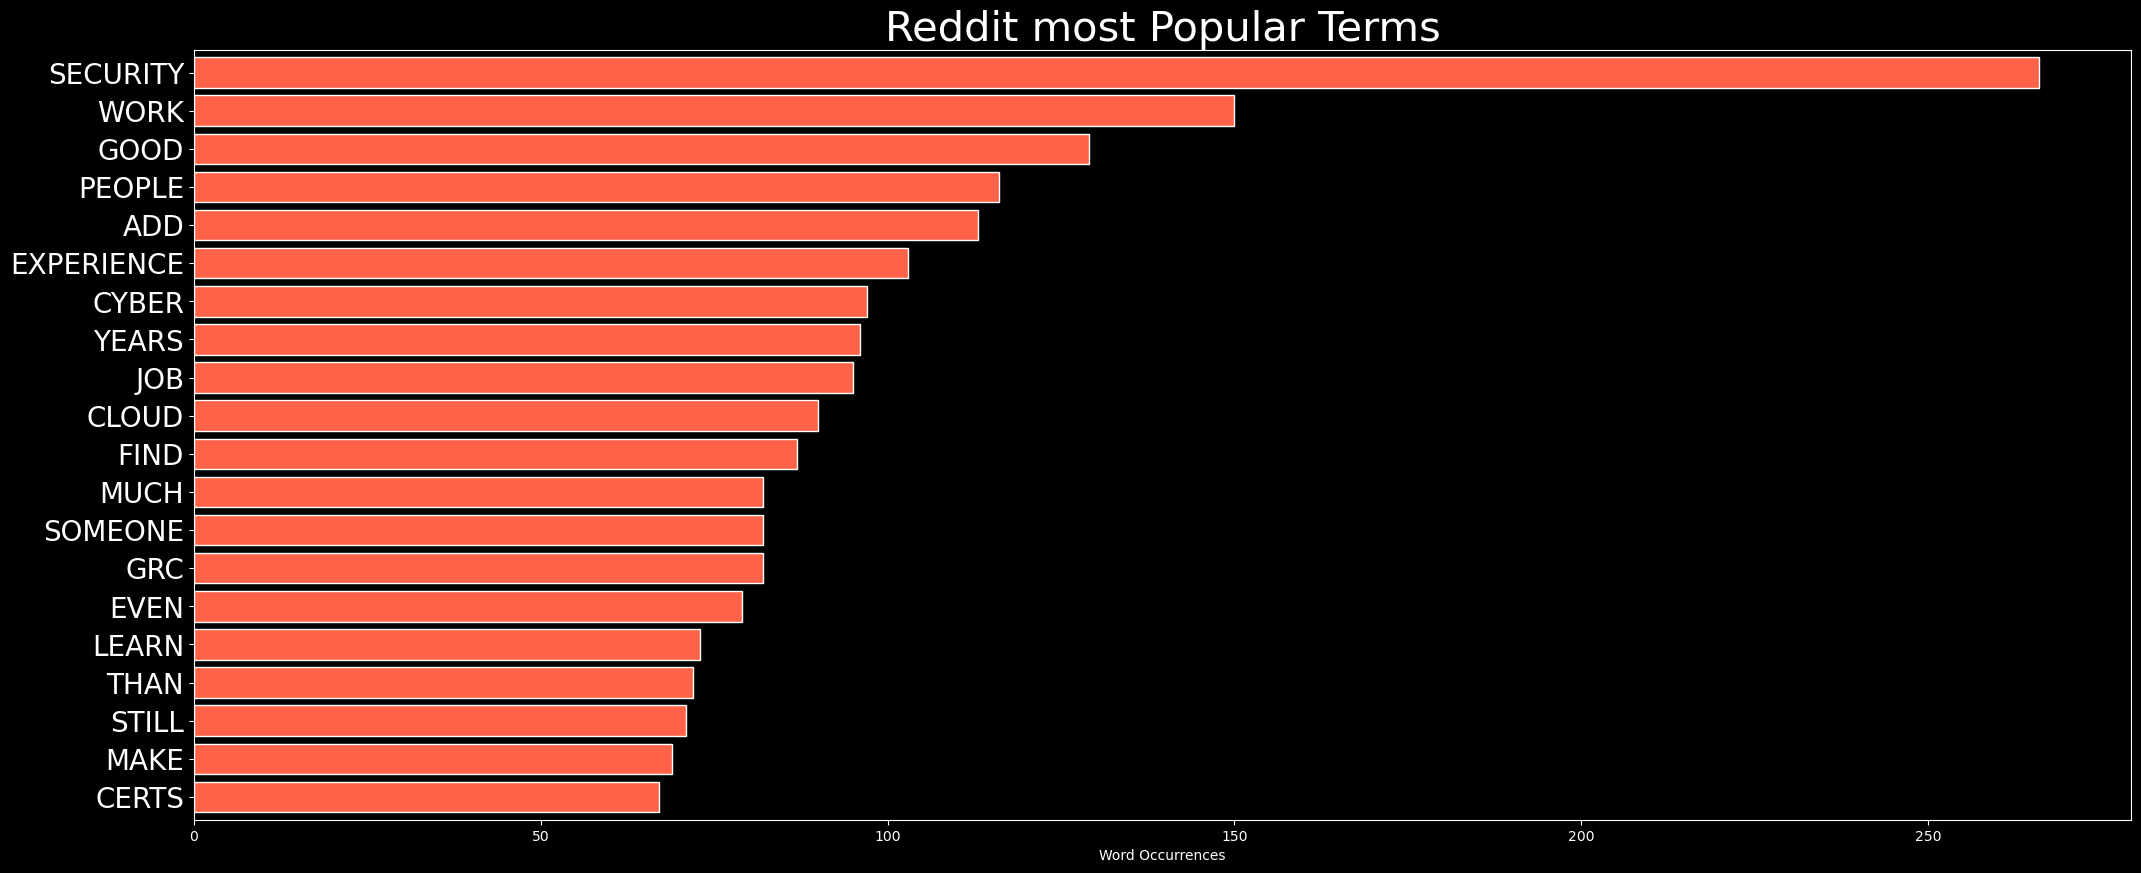 Reddit most Popular Terms
SECURITY
WORK
GOOD
PEOPLE
ADD
EXPERIENCE
CYBER
YEARS
JOB
CLOUD
FIND
MUCH
SOMEONE
GRC
EVEN
LEARN
THAN
STILL
MAKE
CERTS
0 50 100 150 200 250
Word Occurrences